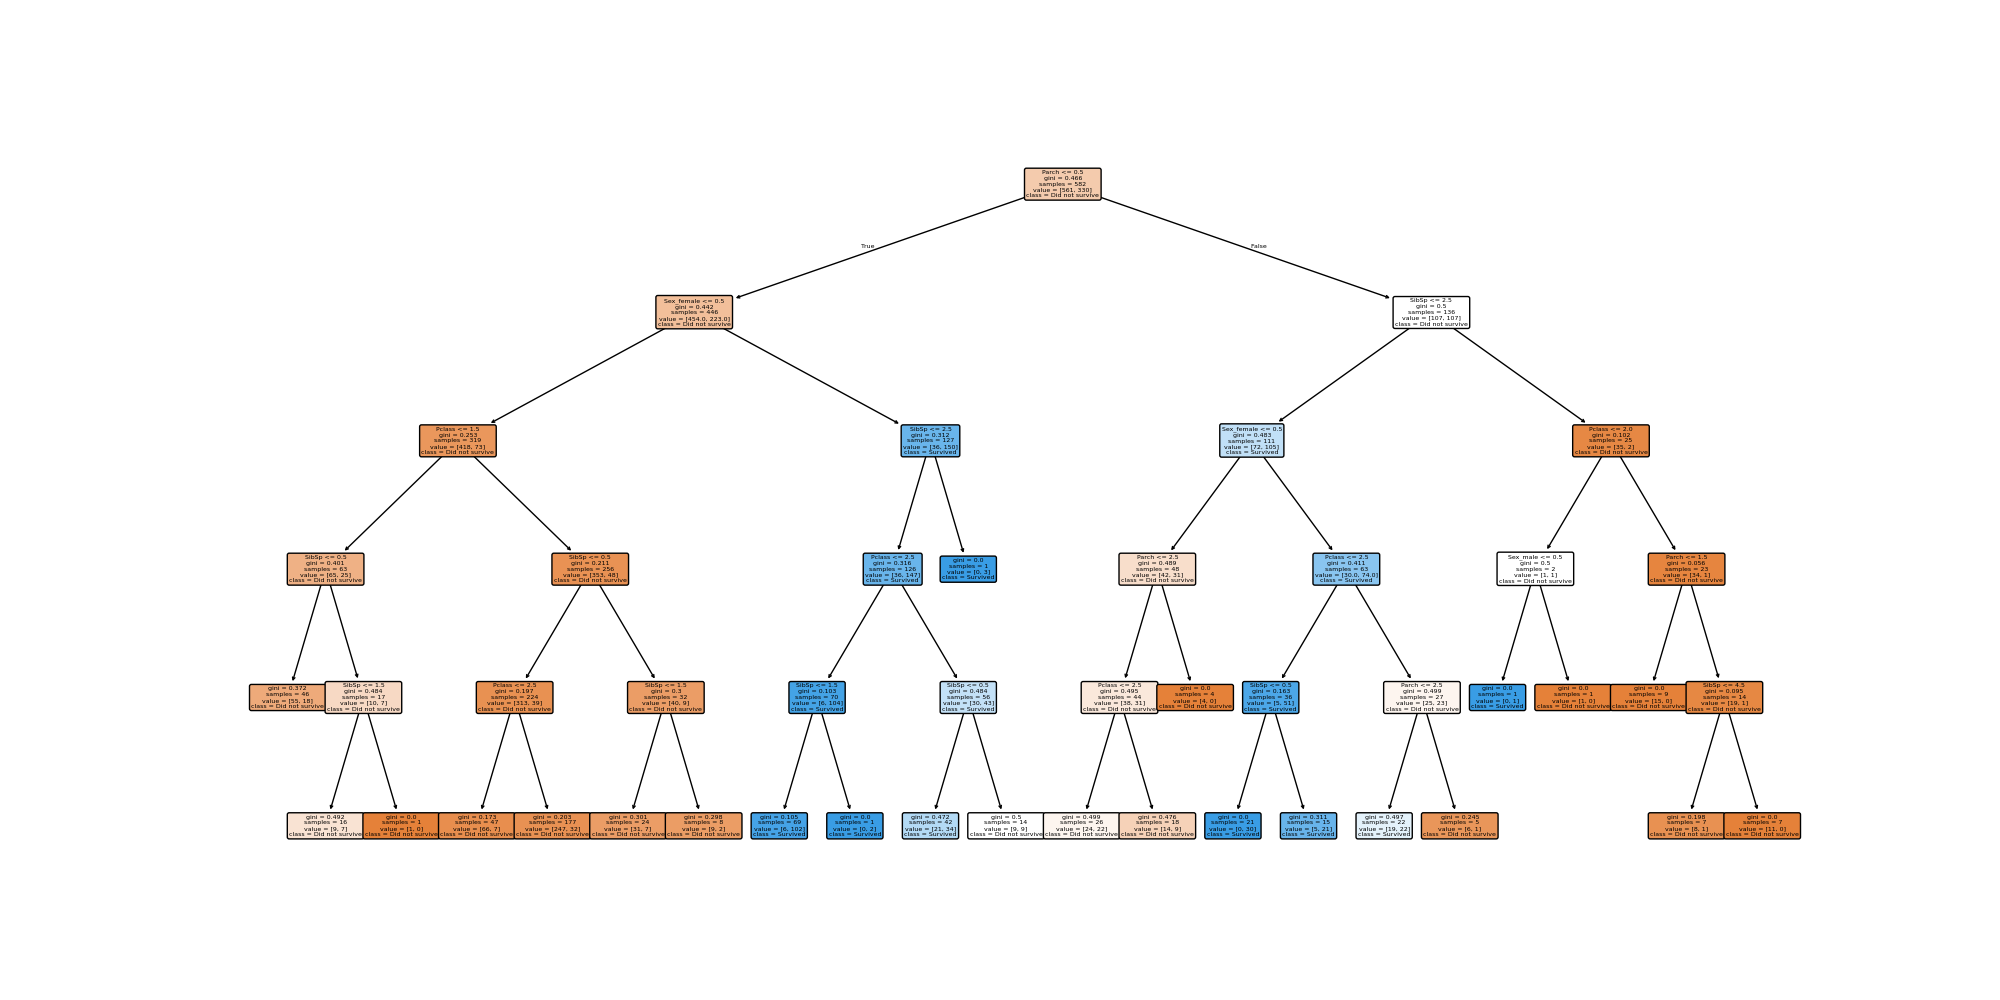 Parch <= 0.5
gini = 0.466
samples = 582
value = [561, 330]
class = Did not survive
True
False
Sex_female <= 0.5
gini = 0.442
samples = 446
value = [454.0, 223.0]
class = Did not survive
SibSp <= 2.5
gini = 0.5
samples = 136
value = [107, 107]
class = Did not survive
Pclass <= 1.5
gini = 0.253
samples = 319
value = [418, 73]
class = Did not survive
SibSp <= 2.5
gini = 0.312
samples = 127
value = [36, 150]
class = Survived
Sex_female <= 0.5
gini = 0.483
samples = 111
value = [72, 105]
class = Survived
Pclass <= 2.0
gini = 0.102
samples = 25
value = [35, 2]
class = Did not survive
SibSp <= 0.5
gini = 0.401
samples = 63
value = [65, 25]
class = Did not survive
SibSp <= 0.5
gini = 0.211
samples = 256
value = [353, 48]
class = Did not survive
Pclass <= 2.5
gini = 0.316
samples = 126
value = [36, 147]
class = Survived
gini = 0.0
samples = 1
value = [0, 3]
class = Survived
Parch <= 2.5
gini = 0.489
samples = 48
value = [42, 31]
class = Did not survive
Pclass <= 2.5
gini = 0.411
samples = 63
value = [30.0, 74.0]
class = Survived
Sex_male <= 0.5
gini = 0.5
samples = 2
value = [1, 1]
class = Did not survive
Parch <= 1.5
gini = 0.056
samples = 23
value = [34, 1]
class = Did not survive
gini = 0.372
samples = 46
value = [55, 18]
class = Did not survive
SibSp <= 1.5
gini = 0.484
samples = 17
value = [10, 7]
class = Did not survive
Pclass <= 2.5
gini = 0.197
samples = 224
value = [313, 39]
class = Did not survive
SibSp <= 1.5
gini = 0.3
samples = 32
value = [40, 9]
class = Did not survive
SibSp <= 1.5
gini = 0.103
samples = 70
value = [6, 104]
class = Survived
SibSp <= 0.5
gini = 0.484
samples = 56
value = [30, 43]
class = Survived
Pclass <= 2.5
gini = 0.495
samples = 44
value = [38, 31]
class = Did not survive
gini = 0.0
samples = 4
value = [4, 0]
class = Did not survive
SibSp <= 0.5
gini = 0.163
samples = 36
value = [5, 51]
class = Survived
Parch <= 2.5
gini = 0.499
samples = 27
value = [25, 23]
class = Did not survive
gini = 0.0
samples = 1
value = [0, 1]
class = Survived
gini = 0.0
samples = 1
value = [1, 0]
class = Did not survive
gini = 0.0
samples = 9
value = [15, 0]
class = Did not survive
SibSp <= 4.5
gini = 0.095
samples = 14
value = [19, 1]
class = Did not survive
gini = 0.492
samples = 16
value = [9, 7]
class = Did not survive
gini = 0.0
samples = 1
value = [1, 0]
class = Did not survive
gini = 0.173
samples = 47
value = [66, 7]
class = Did not survive
gini = 0.203
samples = 177
value = [247, 32]
class = Did not survive
gini = 0.301
samples = 24
value = [31, 7]
class = Did not survive
gini = 0.298
samples = 8
value = [9, 2]
class = Did not survive
gini = 0.105
samples = 69
value = [6, 102]
class = Survived
gini = 0.0
samples = 1
value = [0, 2]
class = Survived
gini = 0.472
samples = 42
value = [21, 34]
class = Survived
gini = 0.5
samples = 14
value = [9, 9]
class = Did not survive
gini = 0.499
samples = 26
value = [24, 22]
class = Did not survive
gini = 0.476
samples = 18
value = [14, 9]
class = Did not survive
gini = 0.0
samples = 21
value = [0, 30]
class = Survived
gini = 0.311
samples = 15
value = [5, 21]
class = Survived
gini = 0.497
samples = 22
value = [19, 22]
class = Survived
gini = 0.245
samples = 5
value = [6, 1]
class = Did not survive
gini = 0.198
samples = 7
value = [8, 1]
class = Did not survive
gini = 0.0
samples = 7
value = [11, 0]
class = Did not survive